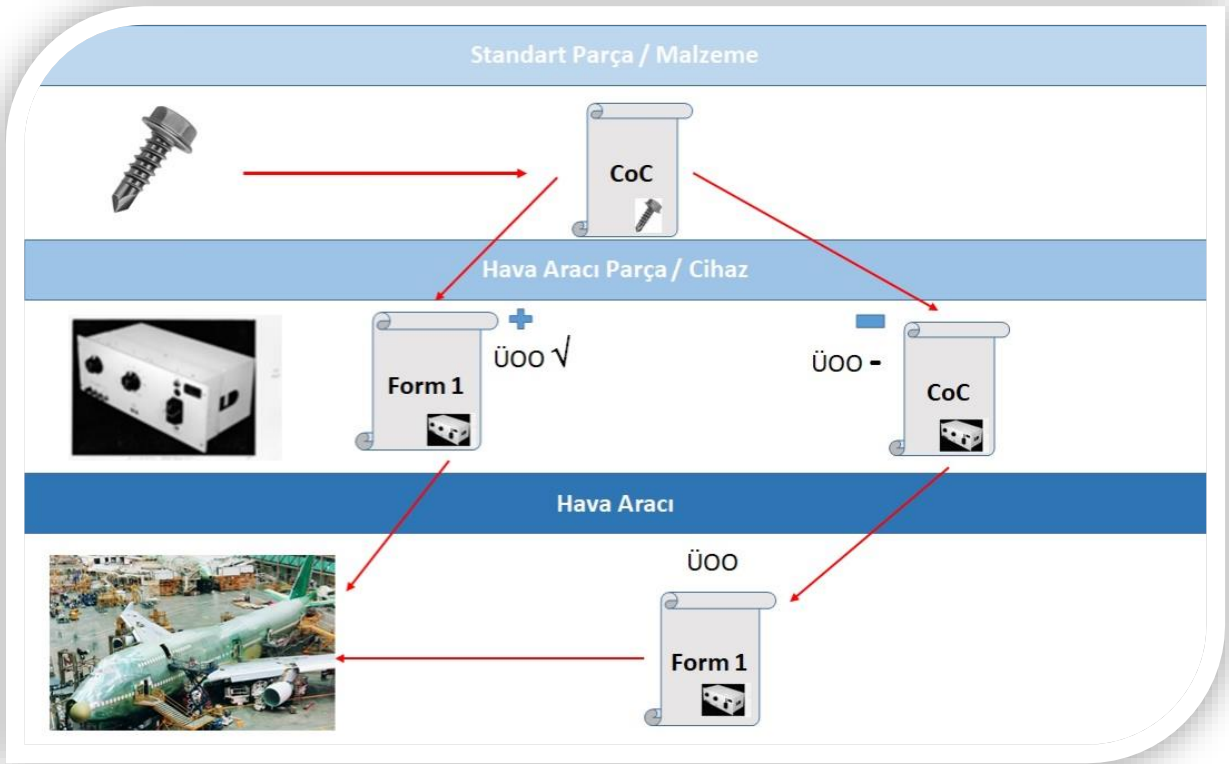 Standart Parça / Malzeme
CoC
Hava Aracı Parça / Cihaz
ÜOO √
ÜOO -
Form 1
CoC
Hava Aracı
ÜOO
Form 1